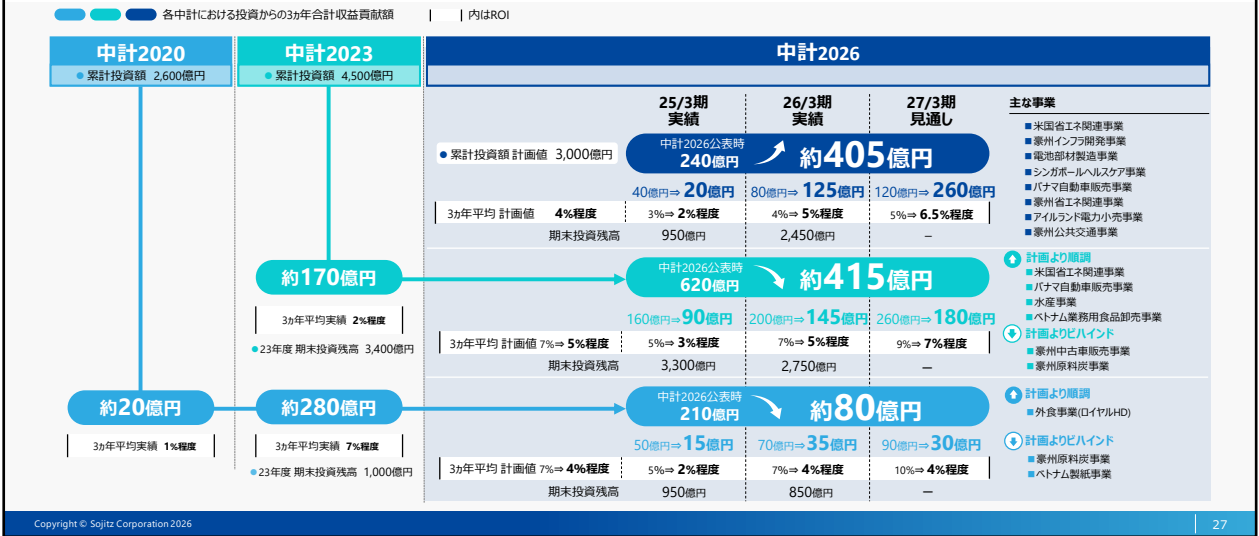 各中計における投資からの3ヵ年合計収益貢献額 内はROI
中計2020
●累計投資額 2,600億円
中計2023
●累計投資額 4,500億円
中計2026
25/3期 実績
26/3期 実績
27/3期 見通し
主な事業
●累計投資額 計画値 3,000億円
中計2026公表時 240億円
約405億円
40億円⇒20億円
80億円⇒125億円
120億円⇒260億円
3ヵ年平均 計画値 4%程度
3%⇒2%程度
4%⇒5%程度
5%⇒6.5%程度
期末投資残高
950億円
2,450億円
–
■米国省エネ関連事業
■豪州インフラ開発事業
■電池部材製造事業
■シンガポールヘルスケア事業
■パナマ自動車販売事業
■豪州省エネ関連事業
■アイルランド電力小売事業
■豪州公共交通事業
約170億円
3ヵ年平均実績 2%程度
●23年度 期末投資残高 3,400億円
中計2026公表時 620億円
約415億円
160億円⇒90億円
200億円⇒145億円
260億円⇒180億円
3ヵ年平均 計画値 7%⇒5%程度
5%⇒3%程度
7%⇒5%程度
9%⇒7%程度
期末投資残高
3,300億円
2,750億円
–
計画より順調
■米国省エネ関連事業
■パナマ自動車販売事業
■水産事業
■ベトナム業務用食品卸売事業
計画よりビハインド
■豪州中古車販売事業
■豪州原料炭事業
約20億円
3ヵ年平均実績 1%程度
約280億円
3ヵ年平均実績 7%程度
●23年度 期末投資残高 1,000億円
中計2026公表時 210億円
約80億円
50億円⇒15億円
70億円⇒35億円
90億円⇒30億円
3ヵ年平均 計画値 7%⇒4%程度
5%⇒2%程度
7%⇒4%程度
10%⇒4%程度
期末投資残高
950億円
850億円
–
計画より順調
■外食事業(ロイヤルHD)
計画よりビハインド
■豪州原料炭事業
■ベトナム製紙事業
Copyright © Sojitz Corporation 2026
27